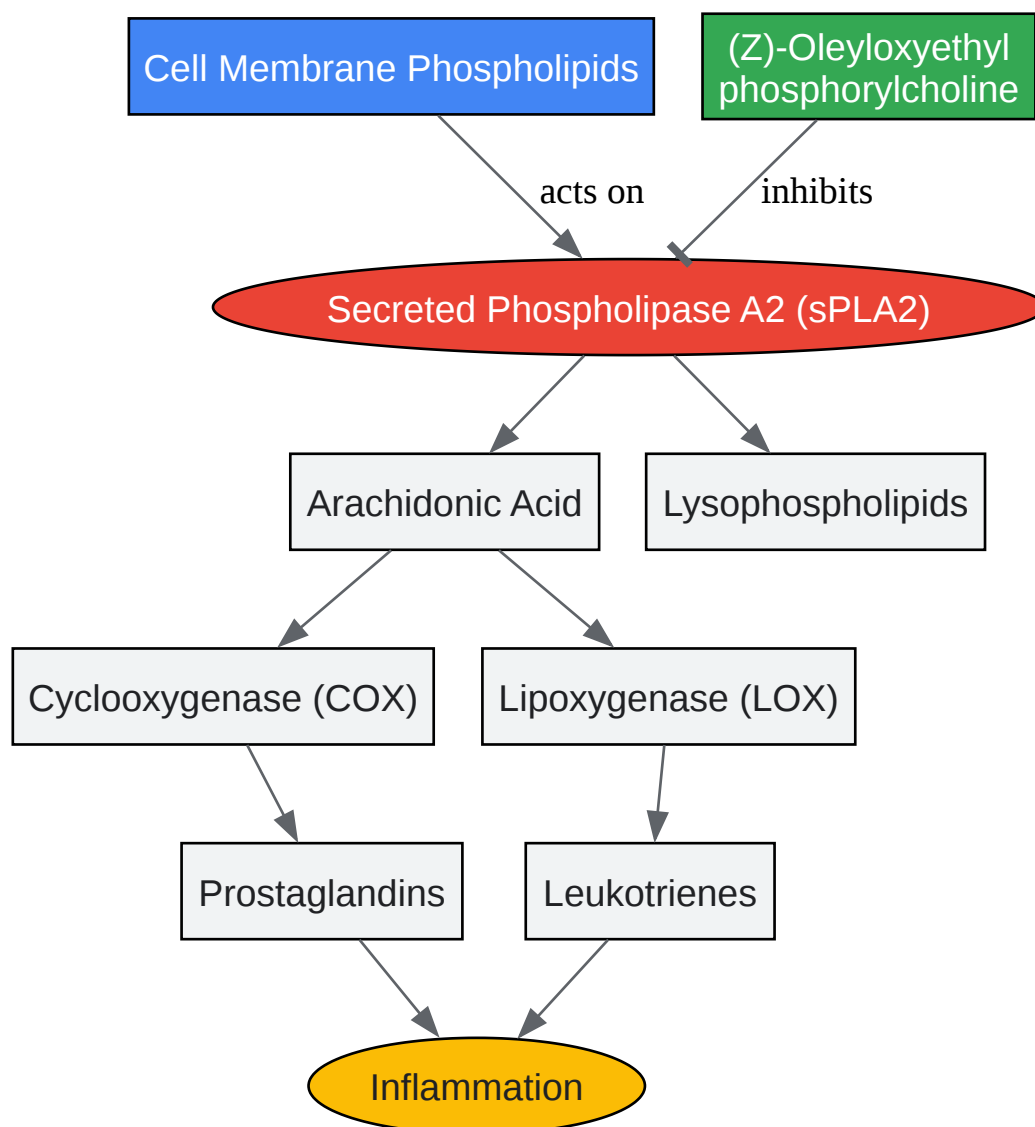 Cell Membrane Phospholipids
(Z)-Oleyloxyethyl
phosphorylcholine
acts on
inhibits
Secreted Phospholipase A2 (sPLA2)
Arachidonic Acid
Lysophospholipids
Cyclooxygenase (COX)
Lipoxygenase (LOX)
Prostaglandins
Leukotrienes
Inflammation